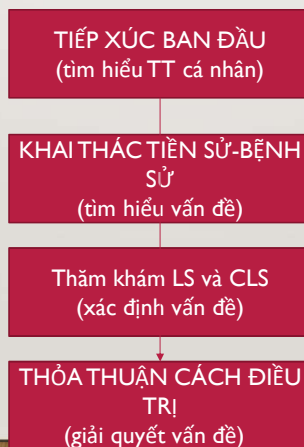 TIẾP XÚC BAN ĐẦU
(tìm hiểu TT cá nhân)
KHAI THÁC TIỀN SỬ-BỆNH
SỬ
(tìm hiểu vấn đề)
Thăm khám LS và CLS
(xác định vấn đề)
THỎA THUẬN CÁCH ĐIỀU
TRỊ
(giải quyết vấn đề)